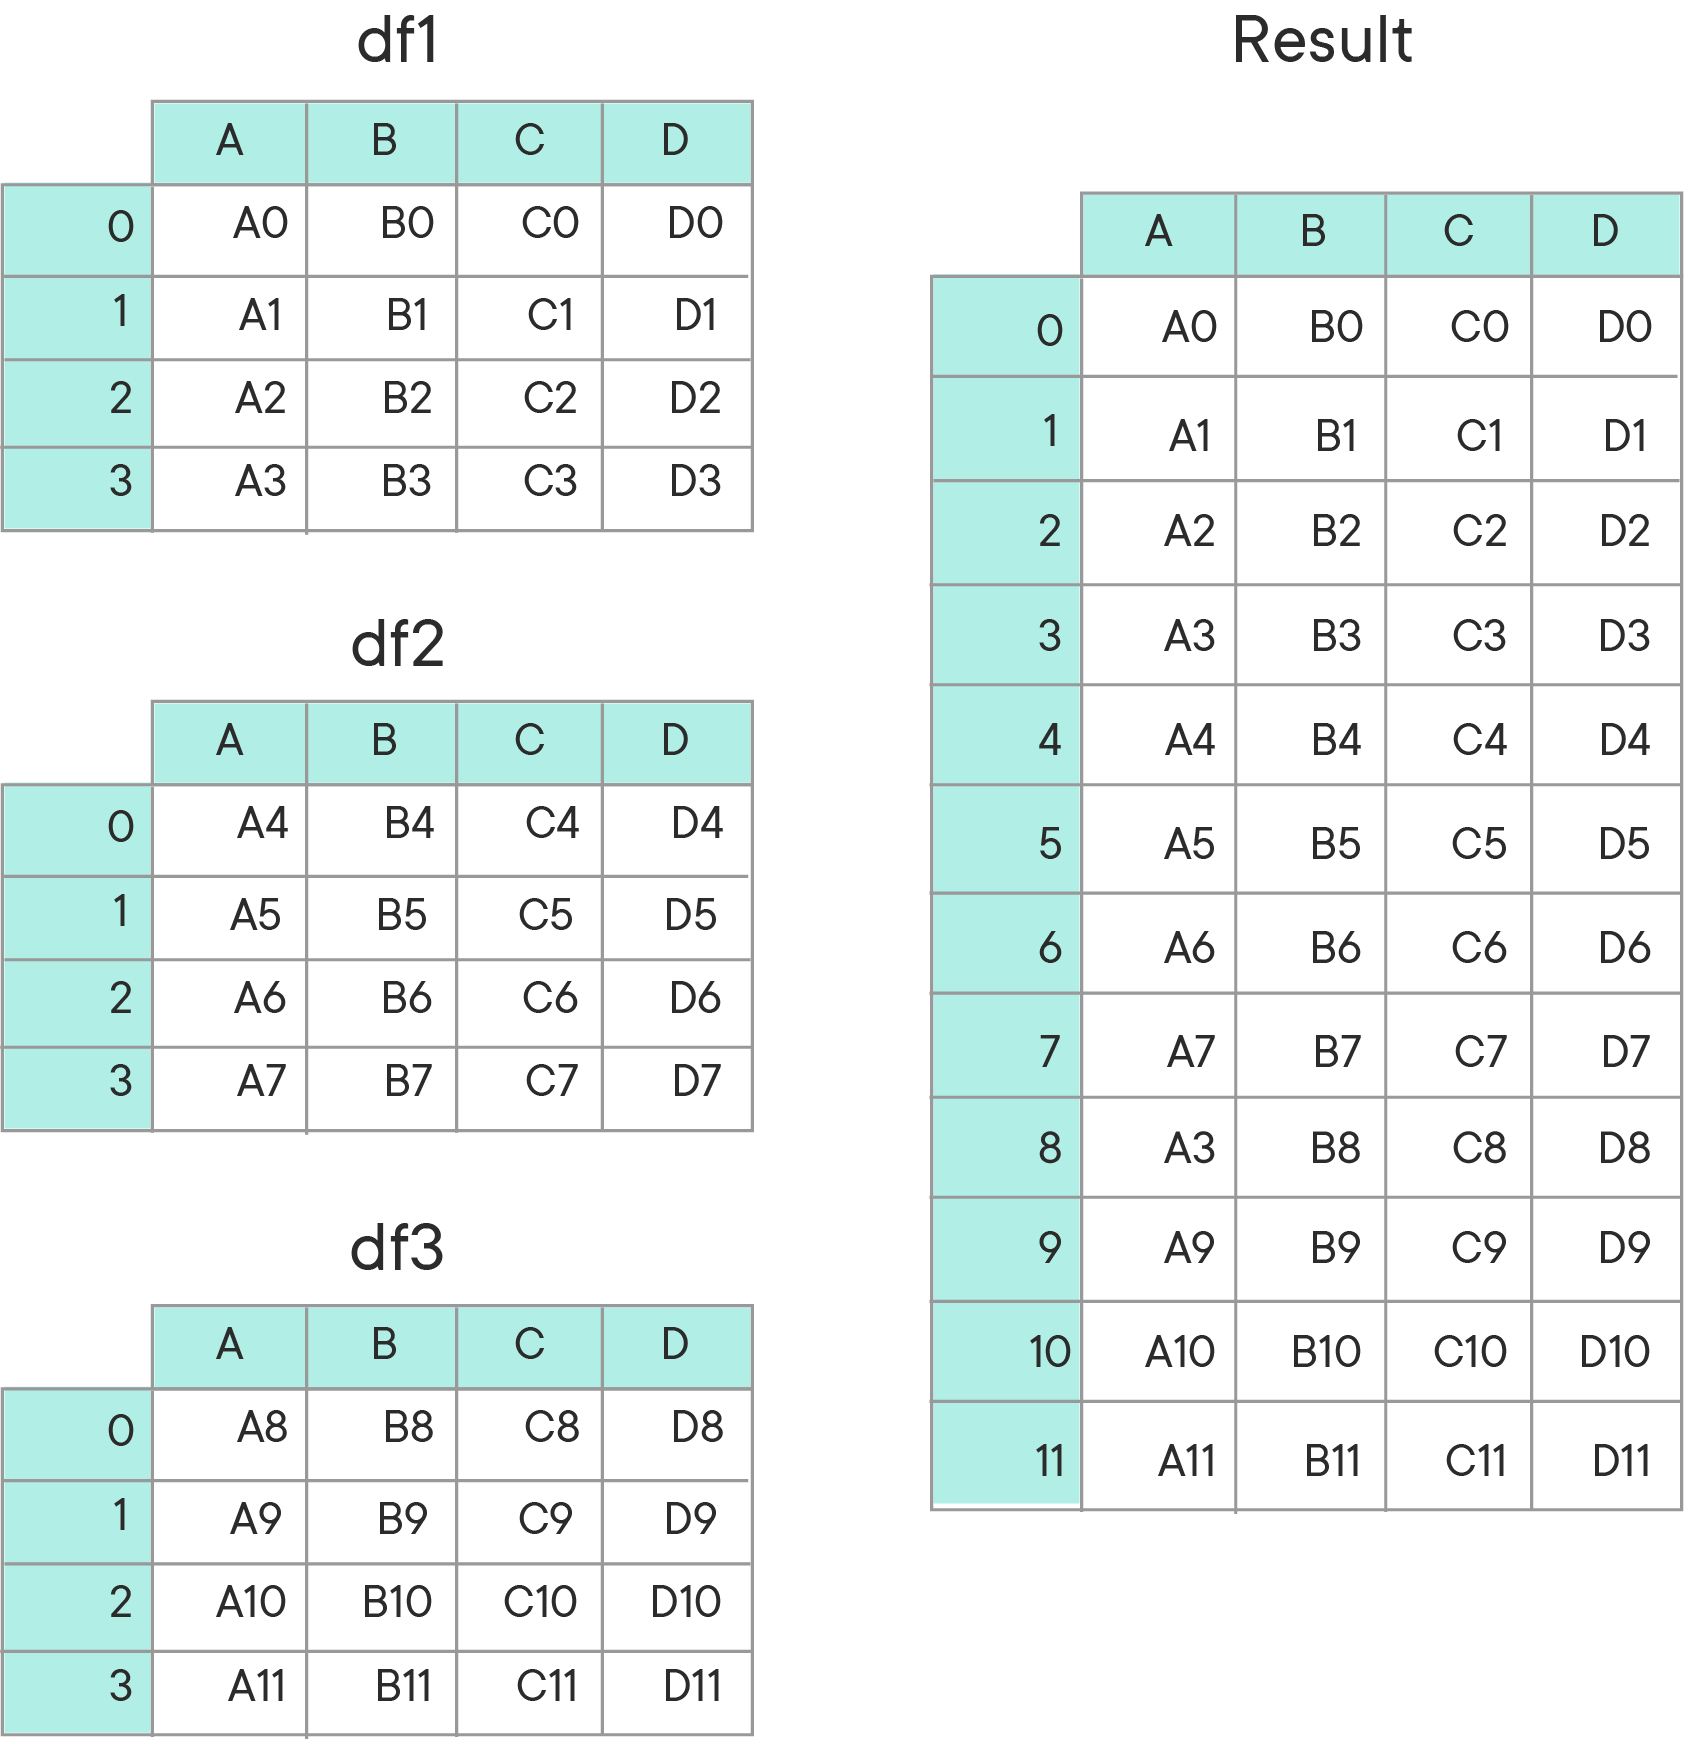 df1
A B C D
0 A0 B0 C0 D0
1 A1 B1 C1 D1
2 A2 B2 C2 D2
3 A3 B3 C3 D3
df2
A B C D
0 A4 B4 C4 D4
1 A5 B5 C5 D5
2 A6 B6 C6 D6
3 A7 B7 C7 D7
df3
A B C D
0 A8 B8 C8 D8
1 A9 B9 C9 D9
2 A10 B10 C10 D10
3 A11 B11 C11 D11
Result
A B C D
0 A0 B0 C0 D0
1 A1 B1 C1 D1
2 A2 B2 C2 D2
3 A3 B3 C3 D3
4 A4 B4 C4 D4
5 A5 B5 C5 D5
6 A6 B6 C6 D6
7 A7 B7 C7 D7
8 A3 B8 C8 D8
9 A9 B9 C9 D9
10 A10 B10 C10 D10
11 A11 B11 C11 D11